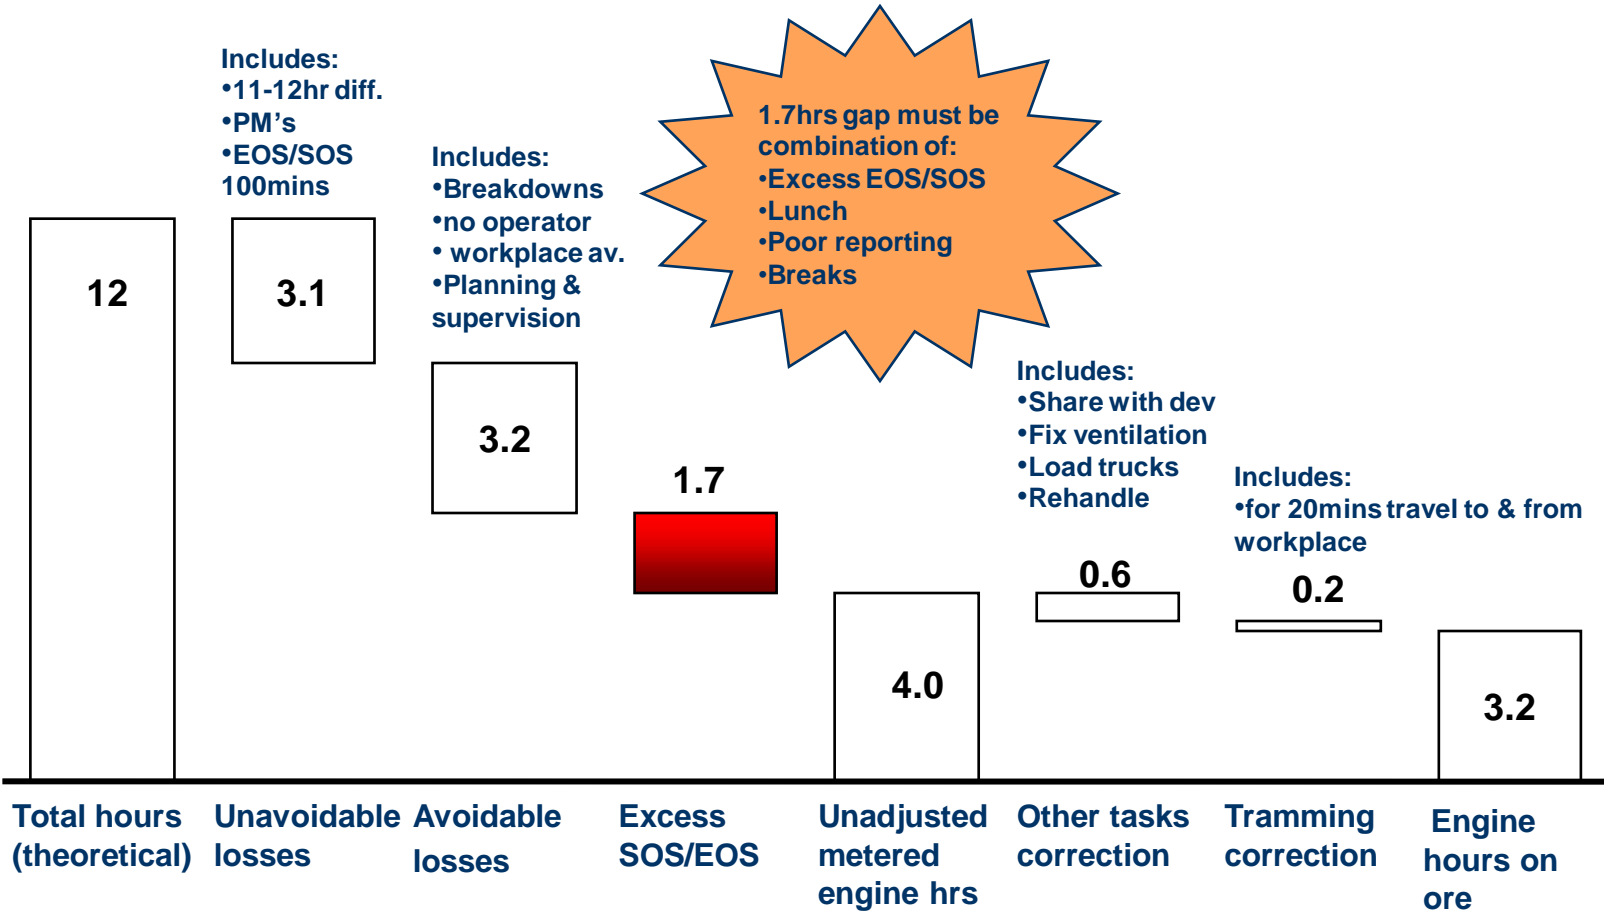 Includes:
•11-12hr diff.
•PM’s
•EOS/SOS
100mins
Includes:
•Breakdowns
•no operator
• workplace av.
•Planning &
supervision
1.7hrs gap must be
combination of:
•Excess EOS/SOS
•Lunch
•Poor reporting
•Breaks
Includes:
•Share with dev
•Fix ventilation
•Load trucks
•Rehandle
Includes:
•for 20mins travel to & from
workplace
12
3.1
3.2
1.7
4.0
0.6
0.2
3.2
Total hours
(theoretical)
Unavoidable
losses
Avoidable
losses
Excess
SOS/EOS
Unadjusted
metered
engine hrs
Other tasks
correction
Tramming
correction
Engine
hours on
ore